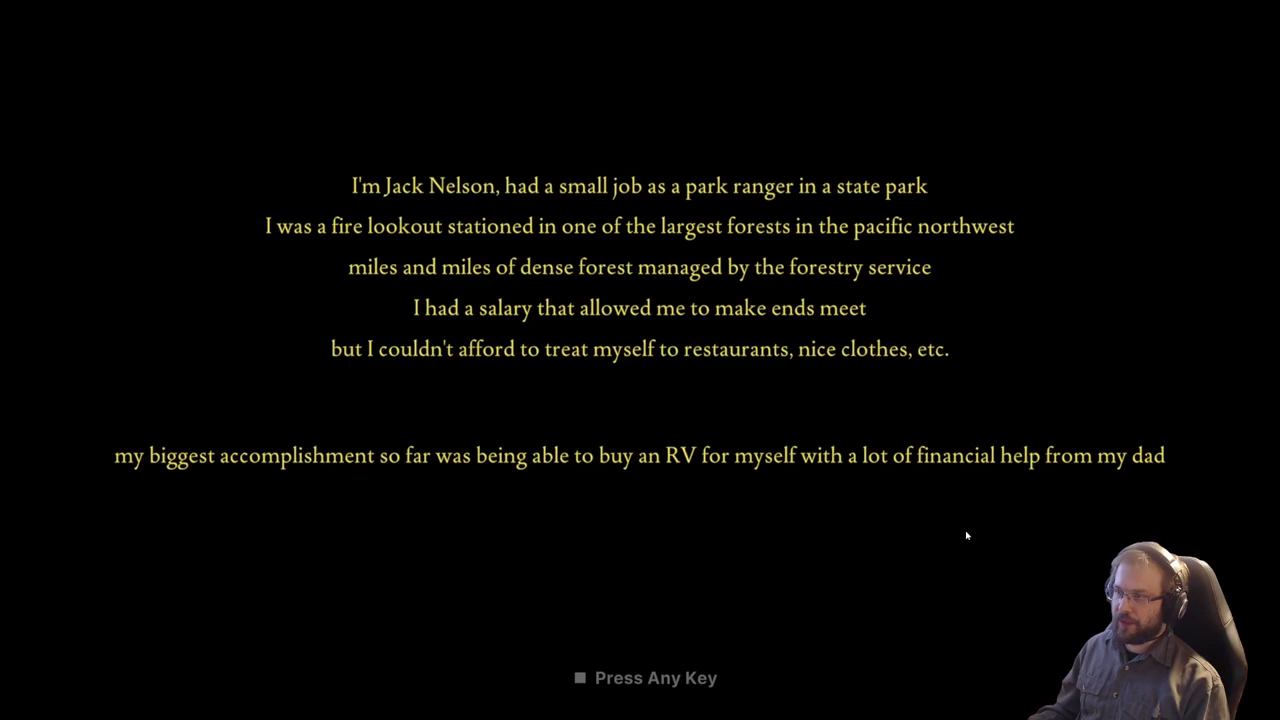 I'm Jack Nelson, had a small job as a park ranger in a state park
I was a fire lookout stationed in one of the largest forests in the pacific northwest
miles and miles of dense forest managed by the forestry service
I had a salary that allowed me to make ends meet
but I couldn't afford to treat myself to restaurants, nice clothes, etc.
my biggest accomplishment so far was being able to buy an RV for myself with a lot of financial help from my dad
Press Any Key